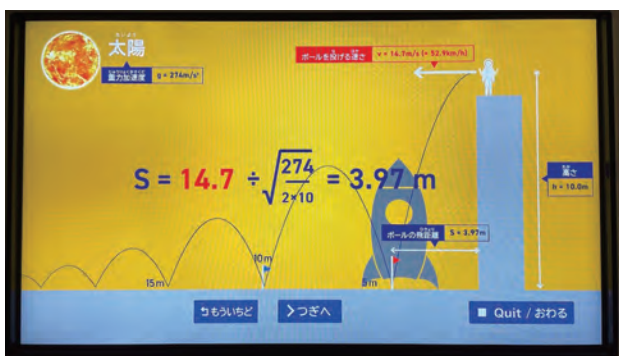 太陽
重力加速度 g = 274m/s²
ボールを投げる速さ v = 14.7m/s (= 52.9km/h)
S = 14.7 ÷ √274/2×10 = 3.97 m
高さ
h = 10.0m
ボールの飛距離 S = 3.97m
10m
15m
5m
もういちど
つぎへ
Quit / おわる